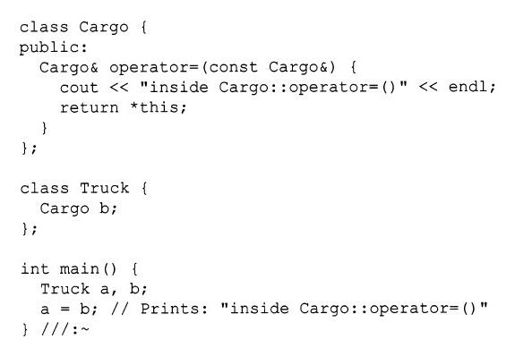 class Cargo {
public:
  Cargo& operator=(const Cargo&) {
    cout << "inside Cargo::operator=()" << endl;
    return *this;
  }
};

class Truck {
  Cargo b;
};

int main() {
  Truck a, b;
  a = b; // Prints: "inside Cargo::operator=()"
} ///:~